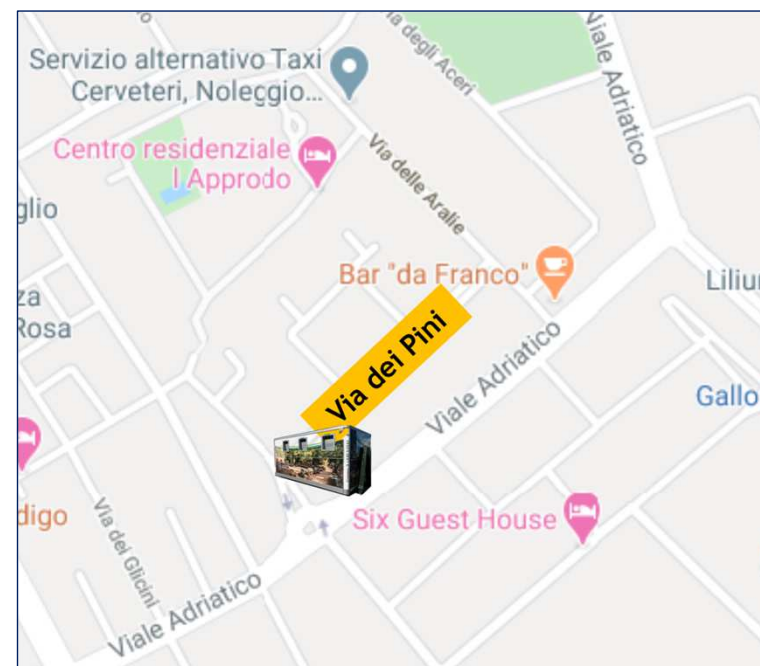 Servizio alternativo Taxi
Cerveteri, Noleggio...
Via degli Aceri
Viale Adriatico
Centro residenziale
l Approdo
Via delle Aralie
glio
Bar "da Franco"
Liliu
za
Rosa
Via dei Pini
Viale Adriatico
Gallo
digo
Via dei Glicini
Six Guest House
Viale Adriatico